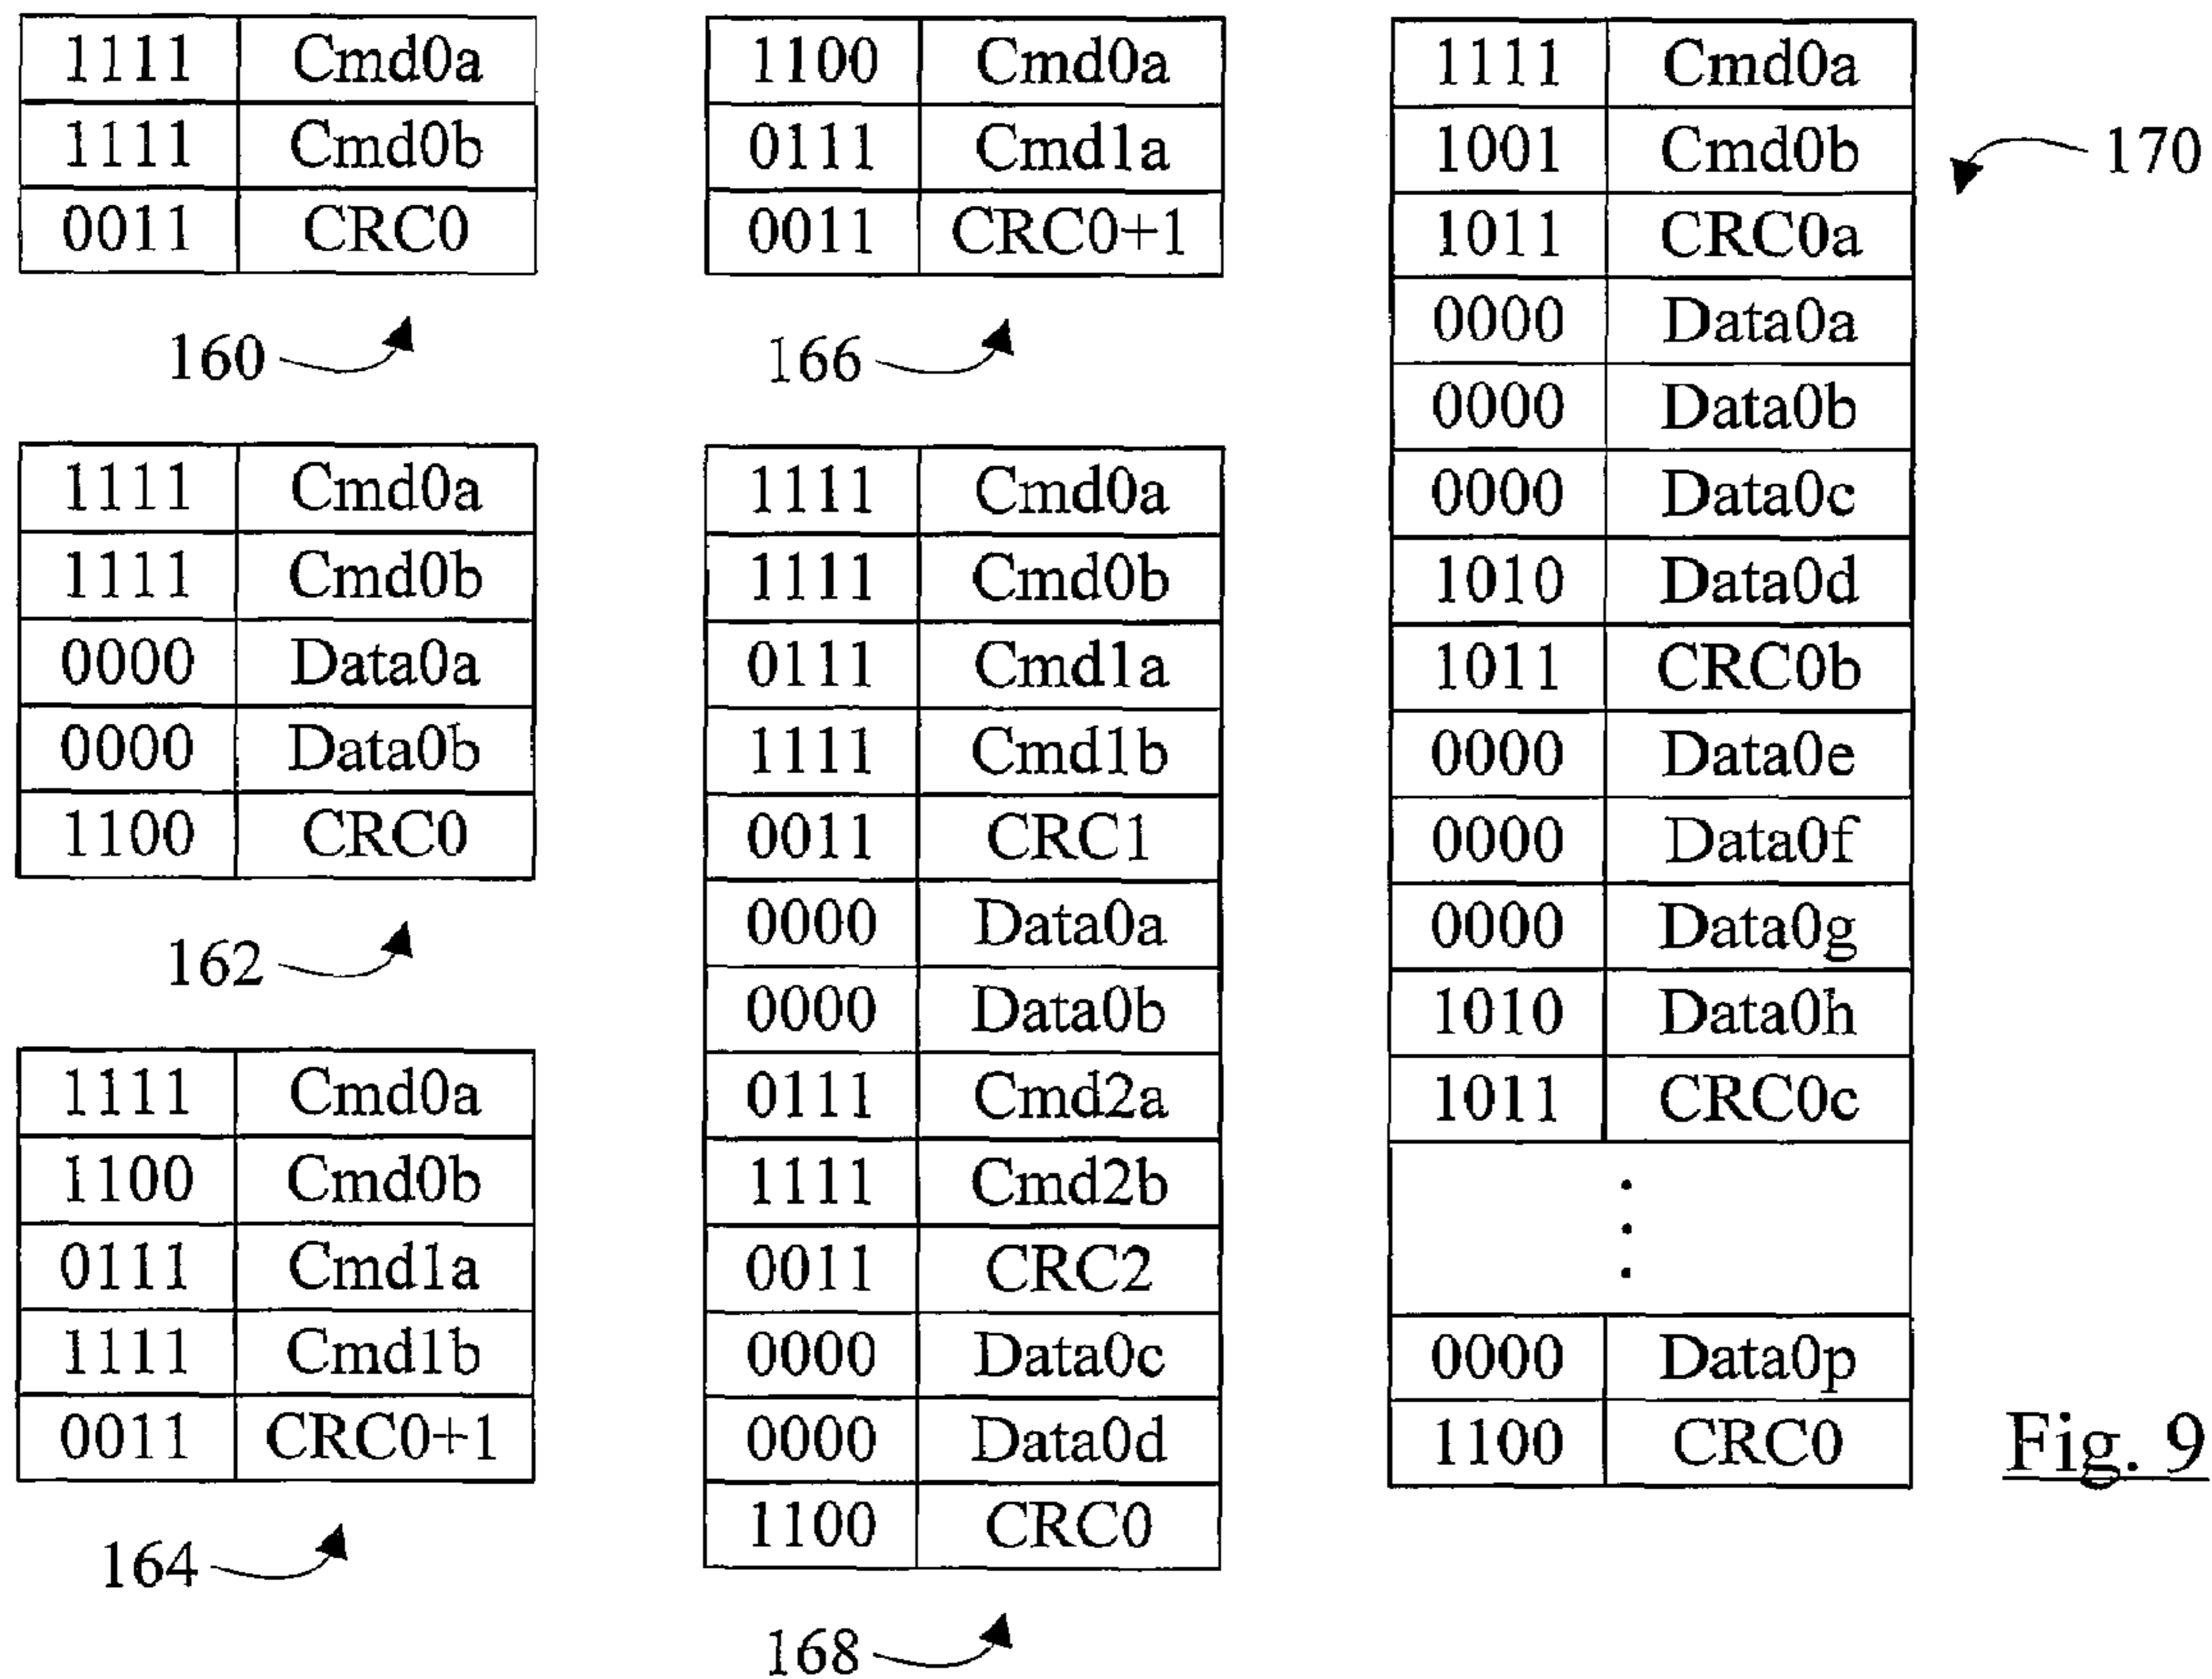 1111 Cmd0a
1111 Cmd0b
0011 CRC0
160
1111 Cmd0a
1111 Cmd0b
0000 Data0a
0000 Data0b
1100 CRC0
162
1111 Cmd0a
1100 Cmd0b
0111 Cmd1a
1111 Cmd1b
0011 CRC0+1
164
1100 Cmd0a
0111 Cmd1a
0011 CRC0+1
166
1111 Cmd0a
1111 Cmd0b
0111 Cmd1a
1111 Cmd1b
0011 CRC1
0000 Data0a
0000 Data0b
0111 Cmd2a
1111 Cmd2b
0011 CRC2
0000 Data0c
0000 Data0d
1100 CRC0
168
1111 Cmd0a
1001 Cmd0b
1011 CRC0a
0000 Data0a
0000 Data0b
0000 Data0c
1010 Data0d
1011 CRC0b
0000 Data0e
0000 Data0f
0000 Data0g
1010 Data0h
1011 CRC0c
0000 Data0p
1100 CRC0
170
Fig. 9